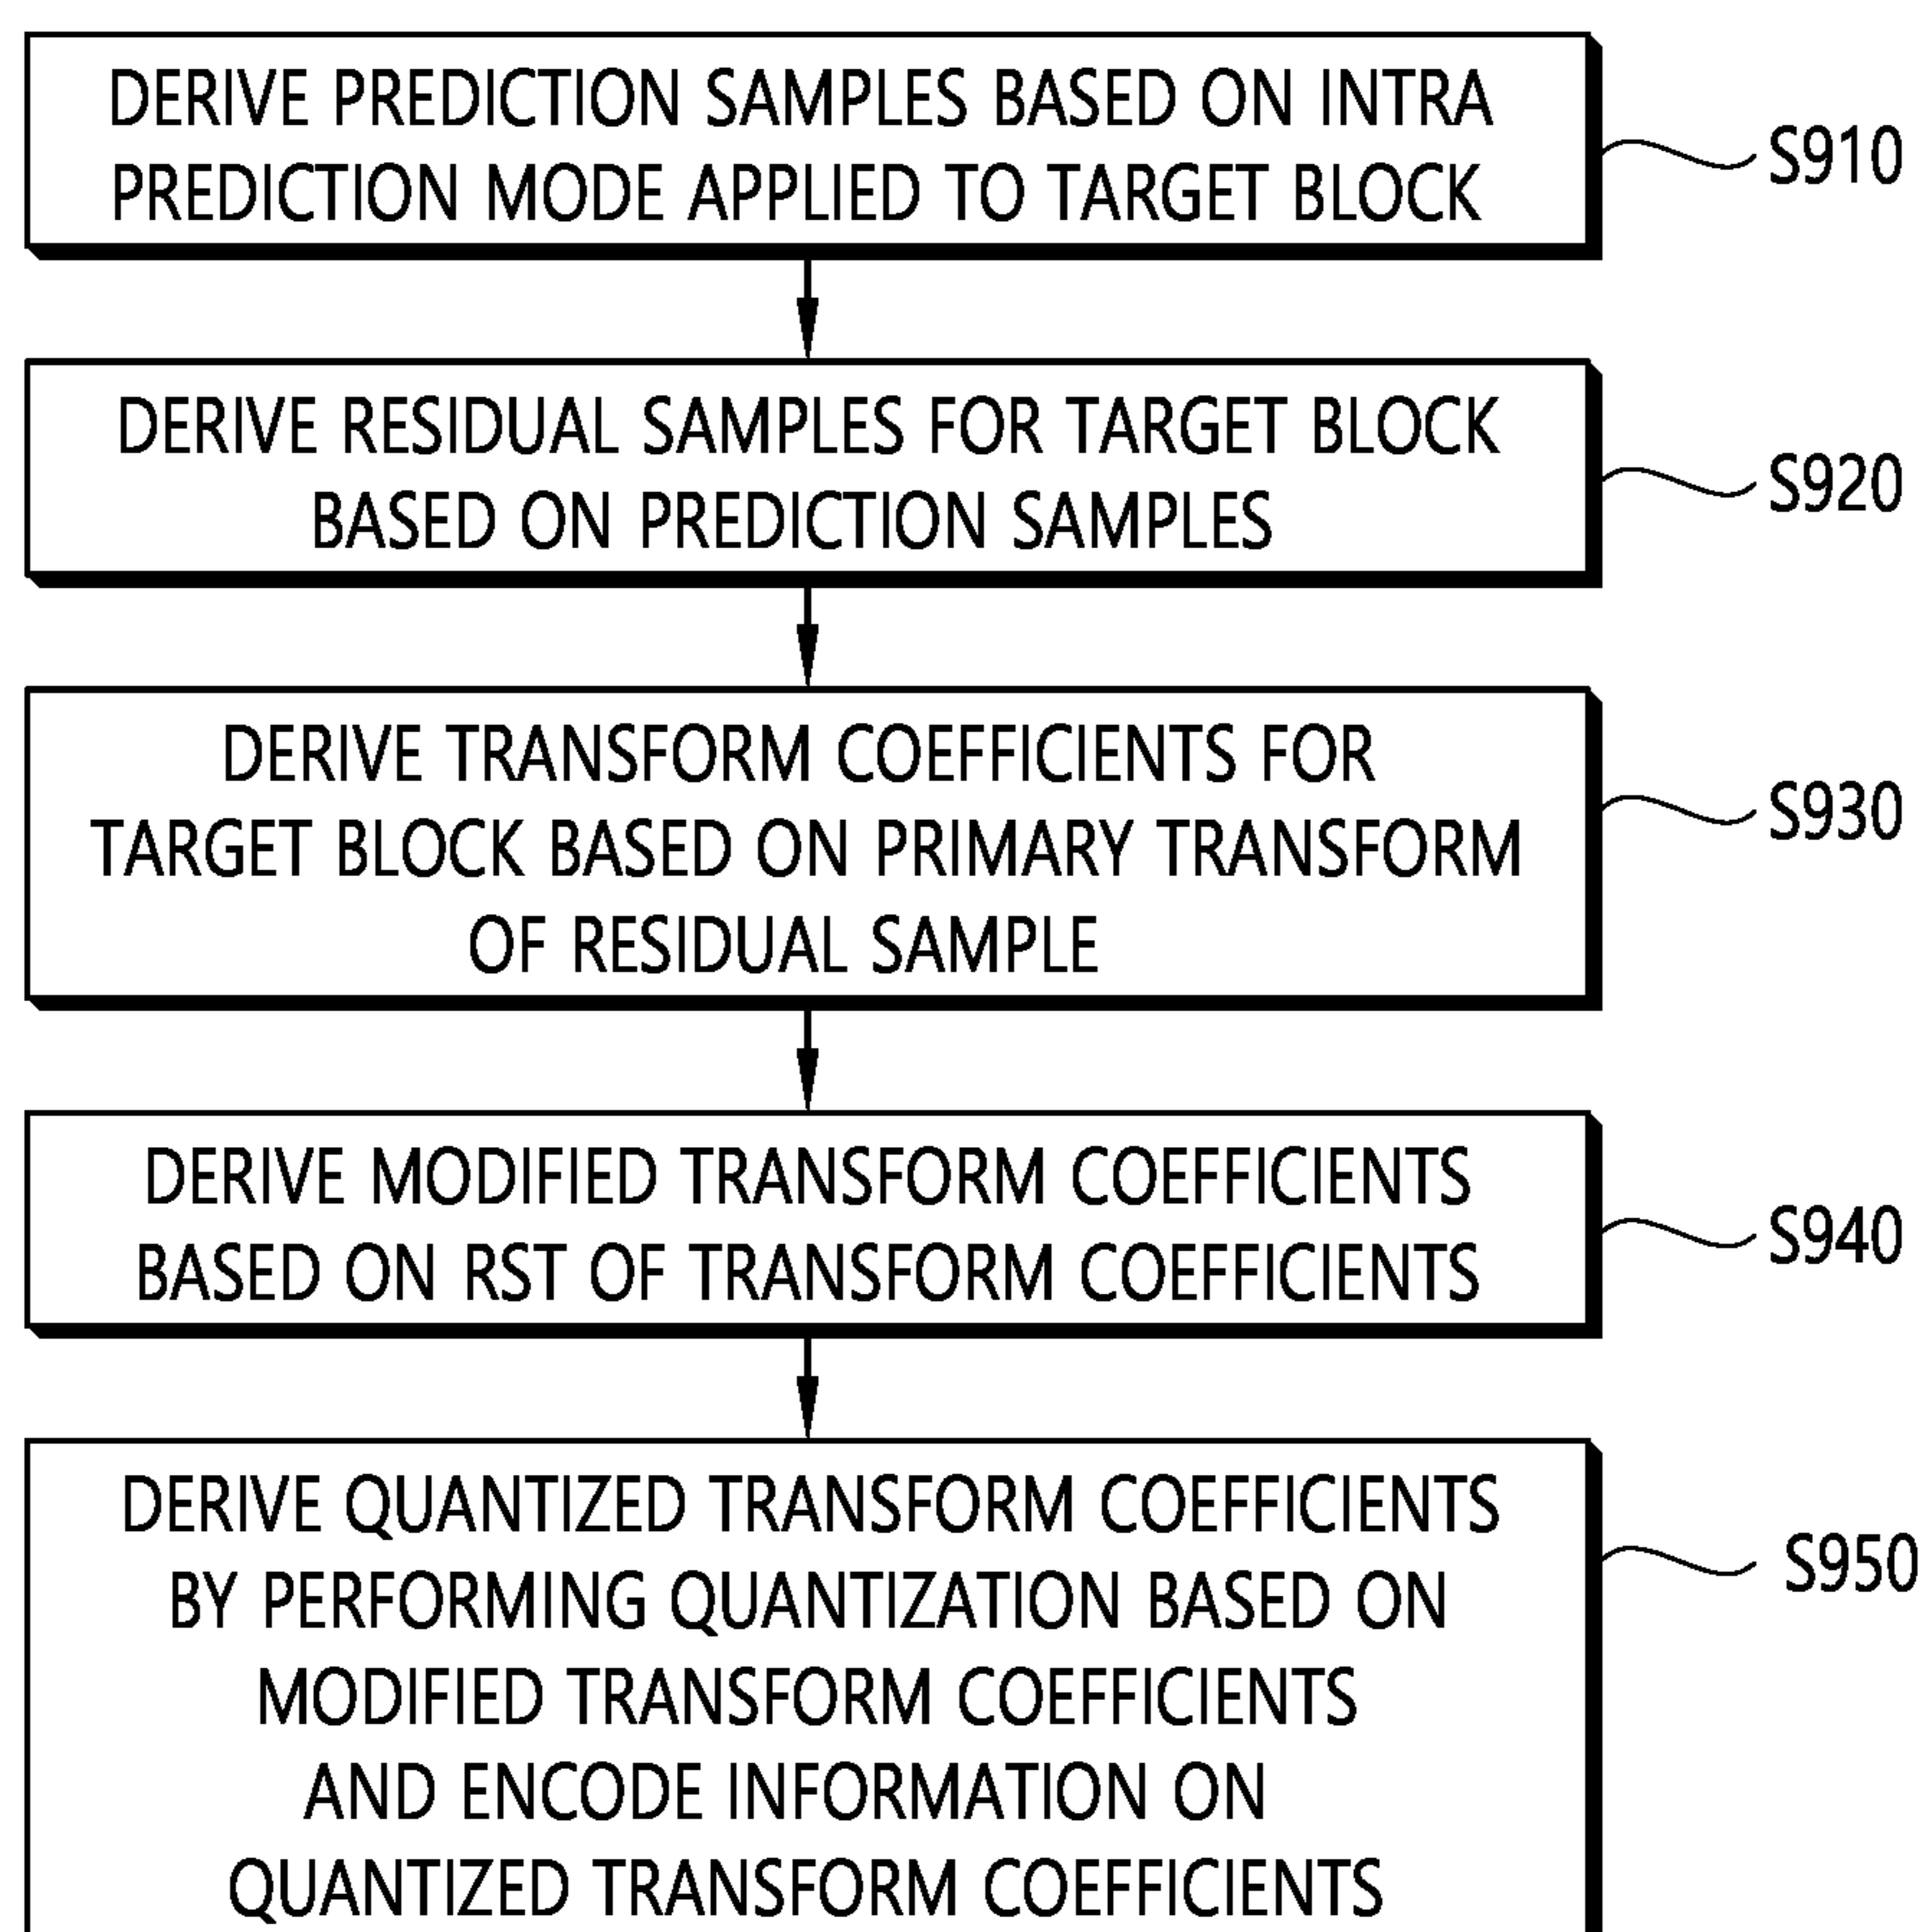 DERIVE PREDICTION SAMPLES BASED ON INTRA
PREDICTION MODE APPLIED TO TARGET BLOCK
S910
DERIVE RESIDUAL SAMPLES FOR TARGET BLOCK
BASED ON PREDICTION SAMPLES
S920
DERIVE TRANSFORM COEFFICIENTS FOR
TARGET BLOCK BASED ON PRIMARY TRANSFORM
OF RESIDUAL SAMPLE
S930
DERIVE MODIFIED TRANSFORM COEFFICIENTS
BASED ON RST OF TRANSFORM COEFFICIENTS
S940
DERIVE QUANTIZED TRANSFORM COEFFICIENTS
BY PERFORMING QUANTIZATION BASED ON
MODIFIED TRANSFORM COEFFICIENTS
AND ENCODE INFORMATION ON
QUANTIZED TRANSFORM COEFFICIENTS
S950